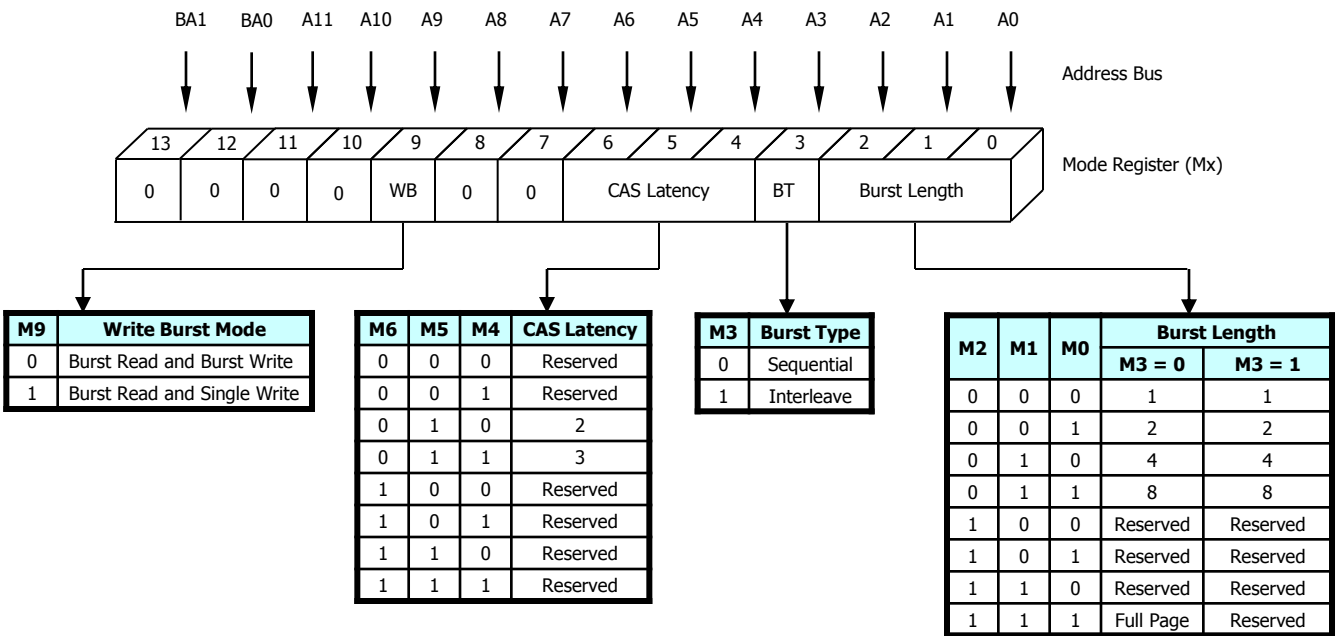 BA1 BA0 A11 A10 A9 A8 A7 A6 A5 A4 A3 A2 A1 A0
Address Bus
13 12 11 10 9 8 7 6 5 4 3 2 1 0
Mode Register (Mx)
0 0 0 0 WB 0 0 CAS Latency BT Burst Length
M9 Write Burst Mode
0 Burst Read and Burst Write
1 Burst Read and Single Write
M6 M5 M4 CAS Latency
0 0 0 Reserved
0 0 1 Reserved
0 1 0 2
0 1 1 3
1 0 0 Reserved
1 0 1 Reserved
1 1 0 Reserved
1 1 1 Reserved
M3 Burst Type
0 Sequential
1 Interleave
M2 M1 M0 Burst Length
M3 = 0 M3 = 1
0 0 0 1 1
0 0 1 2 2
0 1 0 4 4
0 1 1 8 8
1 0 0 Reserved Reserved
1 0 1 Reserved Reserved
1 1 0 Reserved Reserved
1 1 1 Full Page Reserved